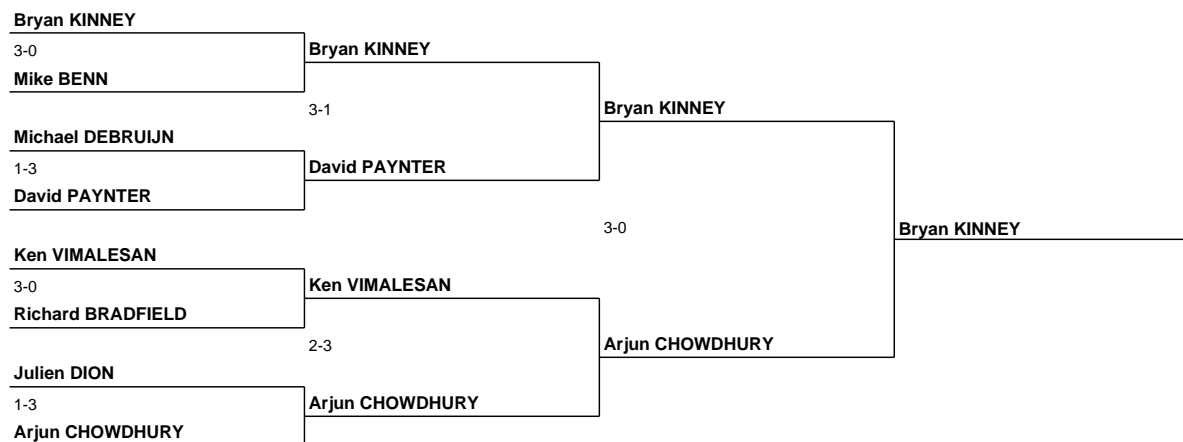 Bryan KINNEY
3-0
Bryan KINNEY
Mike BENN
3-1
Bryan KINNEY
Michael DEBRUIJN
1-3
David PAYNTER
David PAYNTER
3-0
Bryan KINNEY
Ken VIMALESAN
3-0
Ken VIMALESAN
Richard BRADFIELD
2-3
Arjun CHOWDHURY
Julien DION
1-3
Arjun CHOWDHURY
Arjun CHOWDHURY